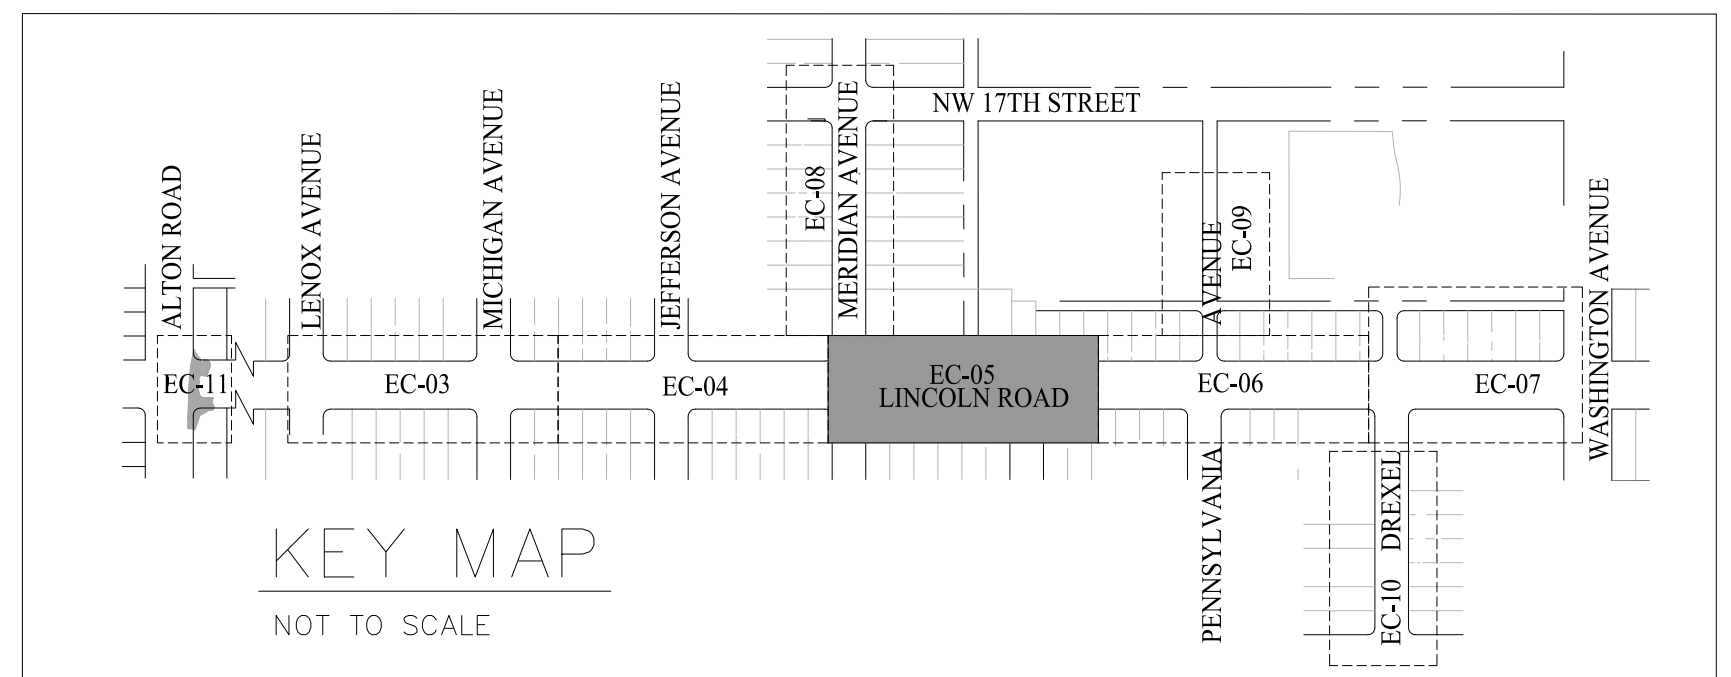 NW 17TH STREET
ALTON ROAD
LENOX AVENUE
MICHIGAN AVENUE
JEFFERSON AVENUE
EC-08
MERIDIAN AVENUE
AVENUE
EC-09
WASHINGTON AVENUE
EC-11
EC-03
EC-04
EC-05
LINCOLN ROAD
EC-06
EC-07
PENNSYLVANIA
EC-10 DREXEL
KEY MAP
NOT TO SCALE